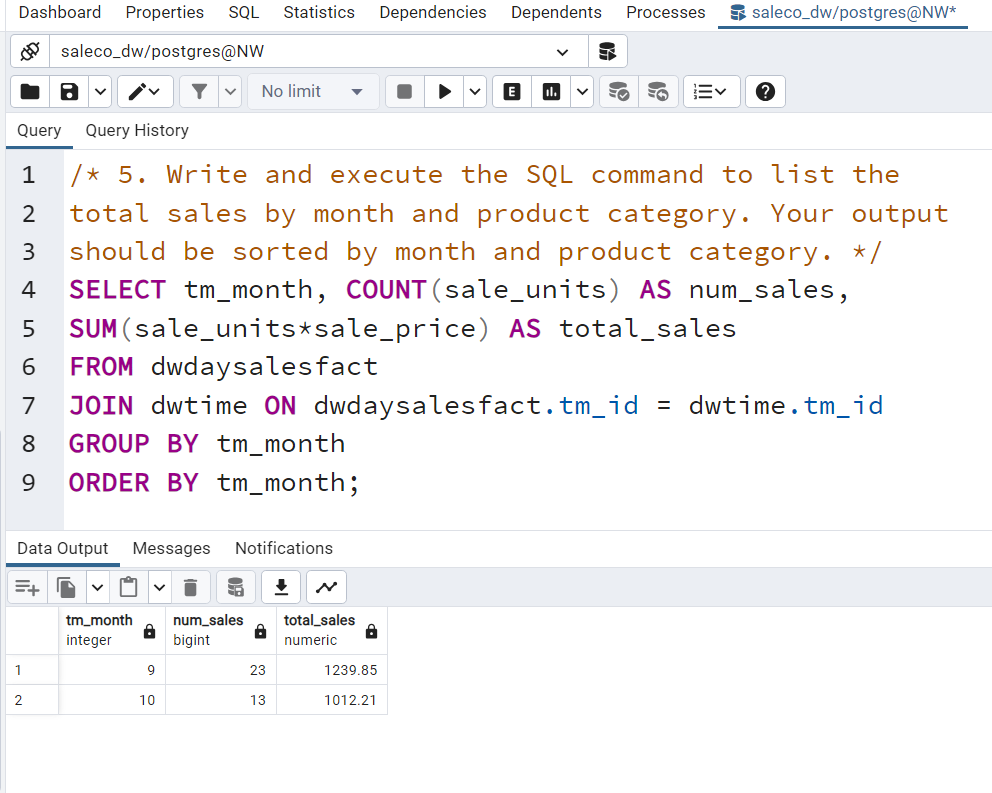 Dashboard Properties SQL Statistics Dependencies Dependents Processes saleco_dw/postgres@NW*
saleco_dw/postgres@NW
No limit
E
Query Query History
1 /* 5. Write and execute the SQL command to list the
2 total sales by month and product category. Your output
3 should be sorted by month and product category. */
4 SELECT tm_month, COUNT(sale_units) AS num_sales,
5 SUM(sale_units*sale_price) AS total_sales
6 FROM dwdaysalesfact
7 JOIN dwtime ON dwdaysalesfact.tm_id = dwtime.tm_id
8 GROUP BY tm_month
9 ORDER BY tm_month;
Data Output Messages Notifications
tm_month num_sales total_sales
integer bigint numeric
1 9 23 1239.85
2 10 13 1012.21